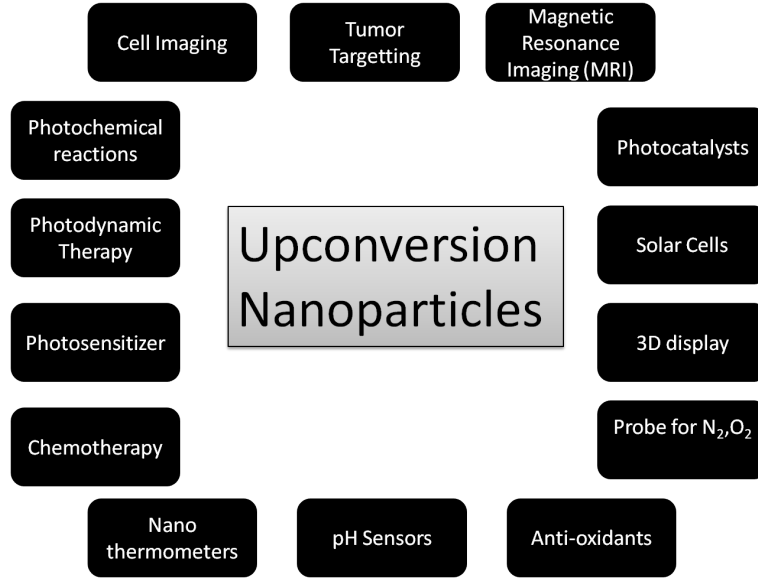 Cell Imaging
Tumor
Targetting
Magnetic
Resonance
Imaging (MRI)
Photochemical
reactions
Photocatalysts
Photodynamic
Therapy
Upconversion
Nanoparticles
Solar Cells
Photosensitizer
3D display
Chemotherapy
Probe for N₂,O₂
Nano
thermometers
pH Sensors
Anti-oxidants